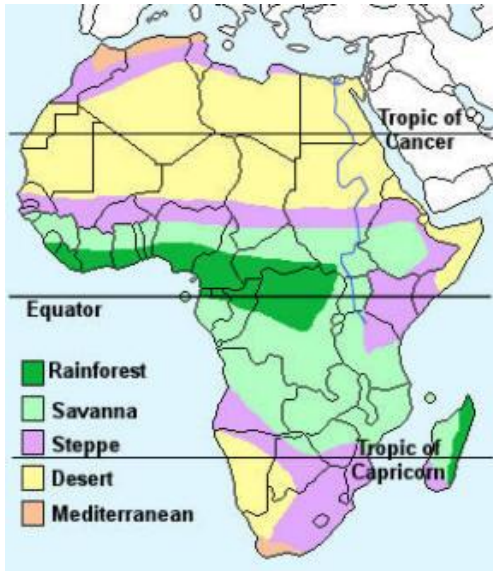 Tropic of
Cancer
Equator
Rainforest
Savanna
Steppe
Tropic of
Capricorn
Desert
Mediterranean